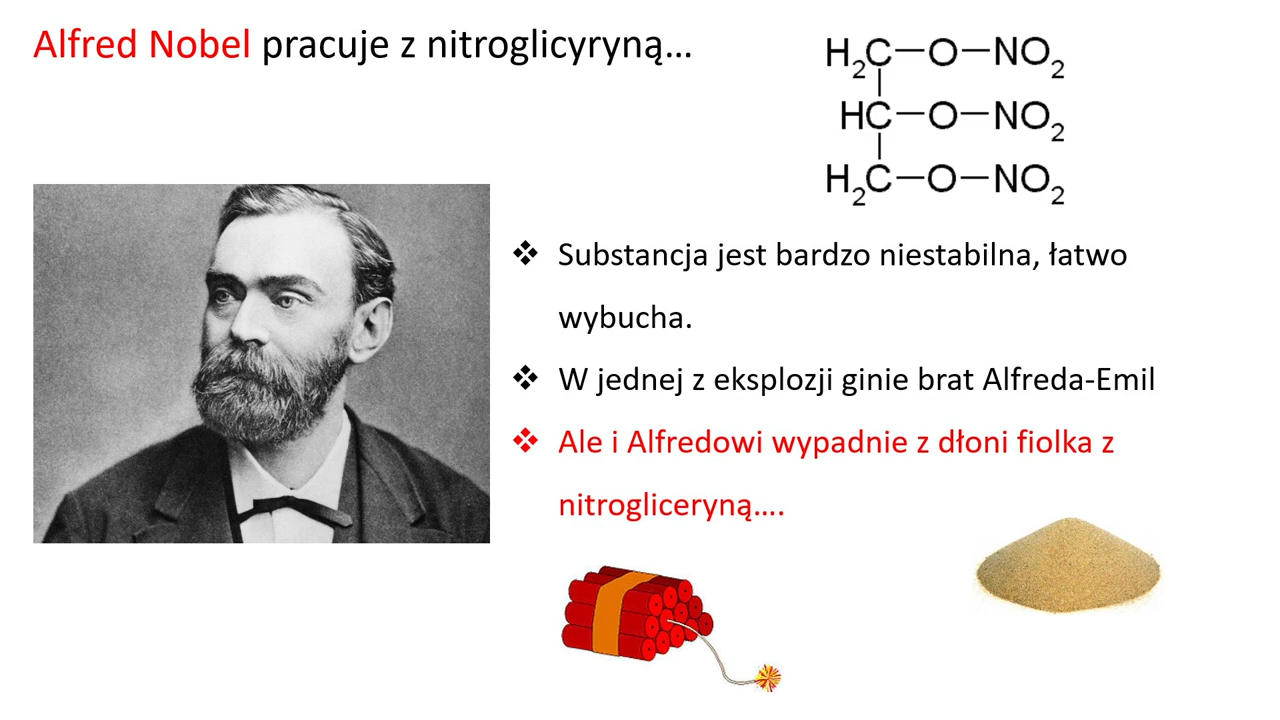 Alfred Nobel pracuje z nitroglicyryną...
H₂C—O—NO₂
HC—O—NO₂
H₂C—O—NO₂
❖ Substancja jest bardzo niestabilna, łatwo
wybucha.
❖ W jednej z eksplozji ginie brat Alfreda-Emil
❖ Ale i Alfredowi wypadnie z dłoni fiolka z
nitrogliceryną....